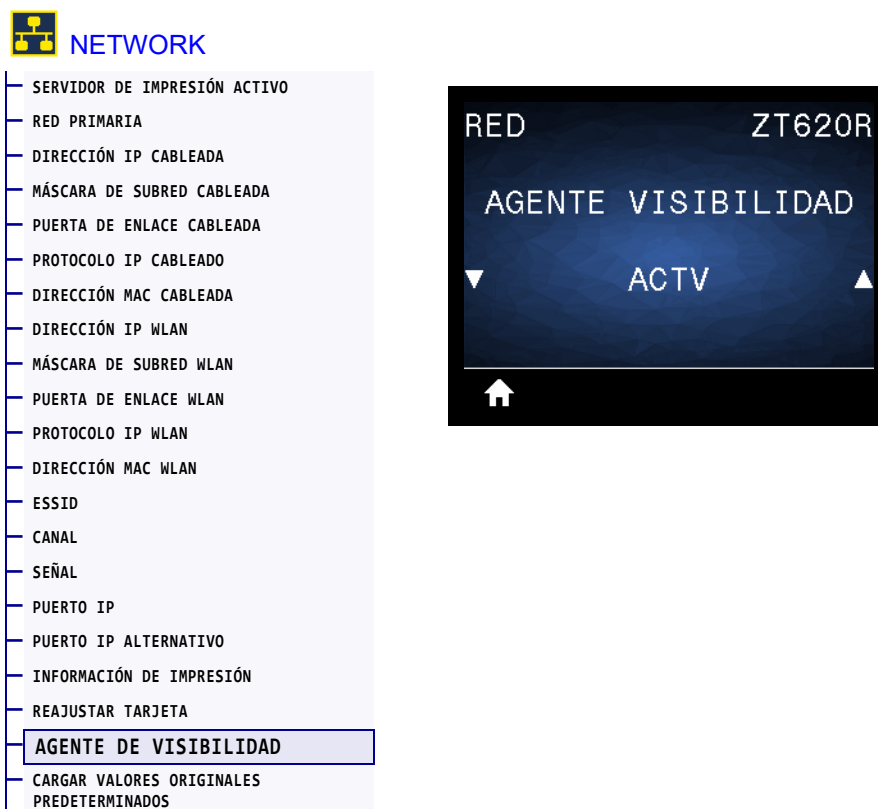 NETWORK
SERVIDOR DE IMPRESIÓN ACTIVO
RED PRIMARIA
DIRECCIÓN IP CABLEADA
MÁSCARA DE SUBRED CABLEADA
PUERTA DE ENLACE CABLEADA
PROTOCOLO IP CABLEADO
DIRECCIÓN MAC CABLEADA
DIRECCIÓN IP WLAN
MÁSCARA DE SUBRED WLAN
PUERTA DE ENLACE WLAN
PROTOCOLO IP WLAN
DIRECCIÓN MAC WLAN
ESSID
CANAL
SEÑAL
PUERTO IP
PUERTO IP ALTERNATIVO
INFORMACIÓN DE IMPRESIÓN
REAJUSTAR TARJETA
AGENTE DE VISIBILIDAD
CARGAR VALORES ORIGINALES
PREDETERMINADOS
RED ZT620R
AGENTE VISIBILIDAD
ACTV